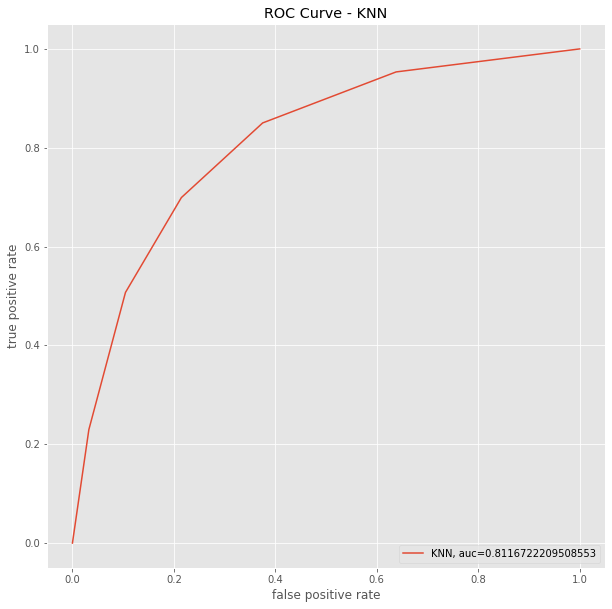 ROC Curve - KNN
true positive rate
1.0
0.8
0.6
0.4
0.2
0.0
0.0 0.2 0.4 0.6 0.8 1.0
false positive rate
KNN, auc=0.8116722209508553